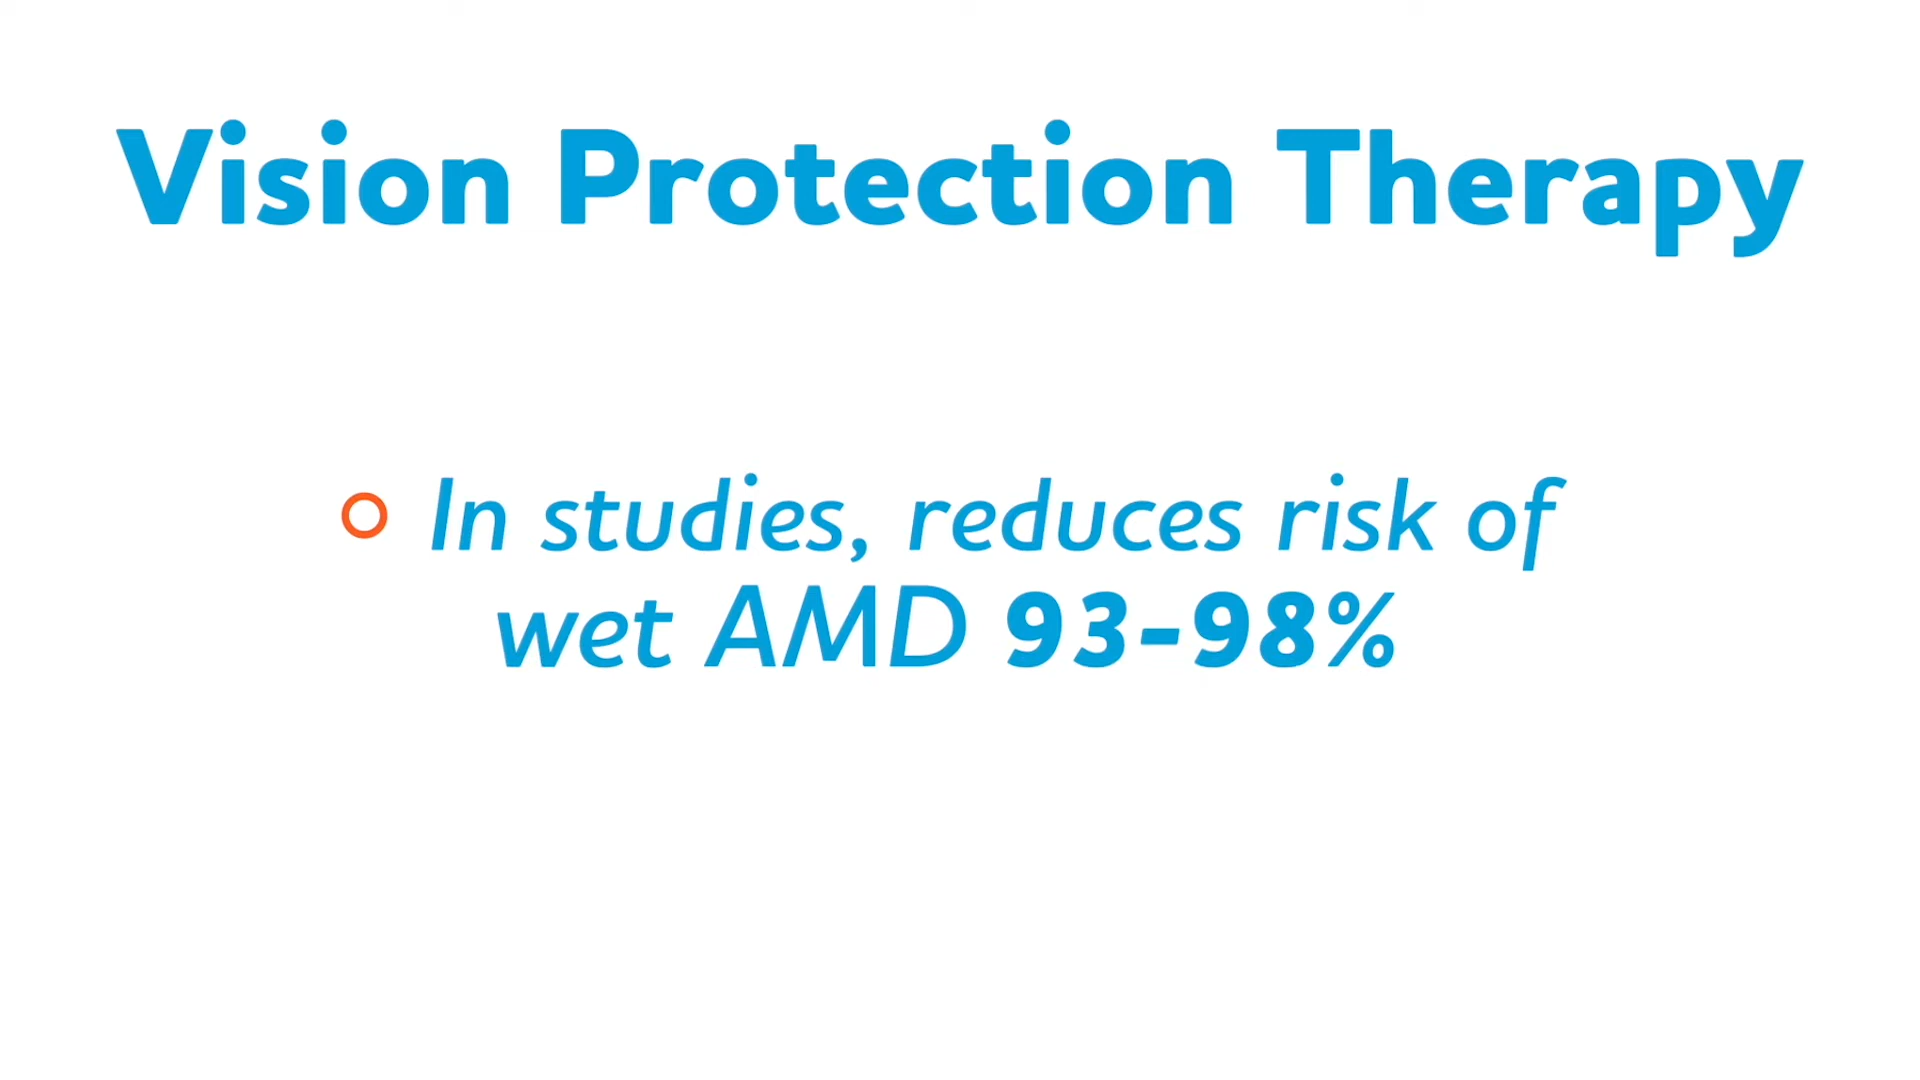 Vision Protection Therapy
In studies, reduces risk of
wet AMD 93-98%